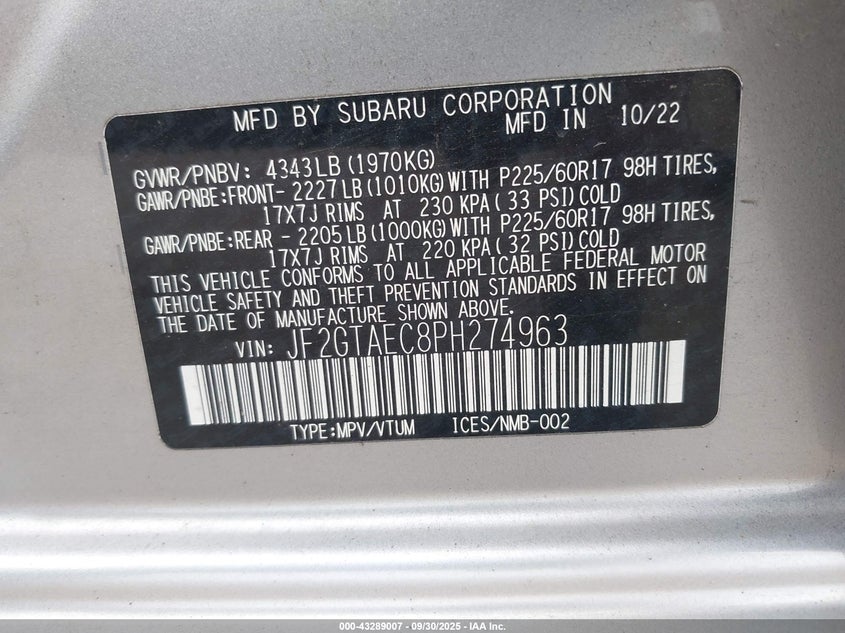 MFD BY SUBARU CORPORATION
MFD IN 10/22
GVWR/PNBV: 4343LB (1970KG)
GAWR/PNBE:FRONT- 2227LB (1010KG) WITH P225/60R17 98H TIRES,
17X7J RIMS AT 230 KPA ( 33 PSI) COLD
GAWR/PNBE:REAR - 2205LB (1000KG) WITH P225/60R17 98H TIRES,
17X7J RIMS AT 220 KPA ( 32 PSI) COLD
THIS VEHICLE CONFORMS TO ALL APPLICABLE FEDERAL MOTOR
VEHICLE SAFETY AND THEFT PREVENTION STANDARDS IN EFFECT ON
THE DATE OF MANUFACTURE SHOWN ABOVE.
VIN: JF2GTAEC8PH274963
TYPE:MPV/VTUM ICES/NMB-002
000-43289007 - 09/30/2025 - IAA Inc.